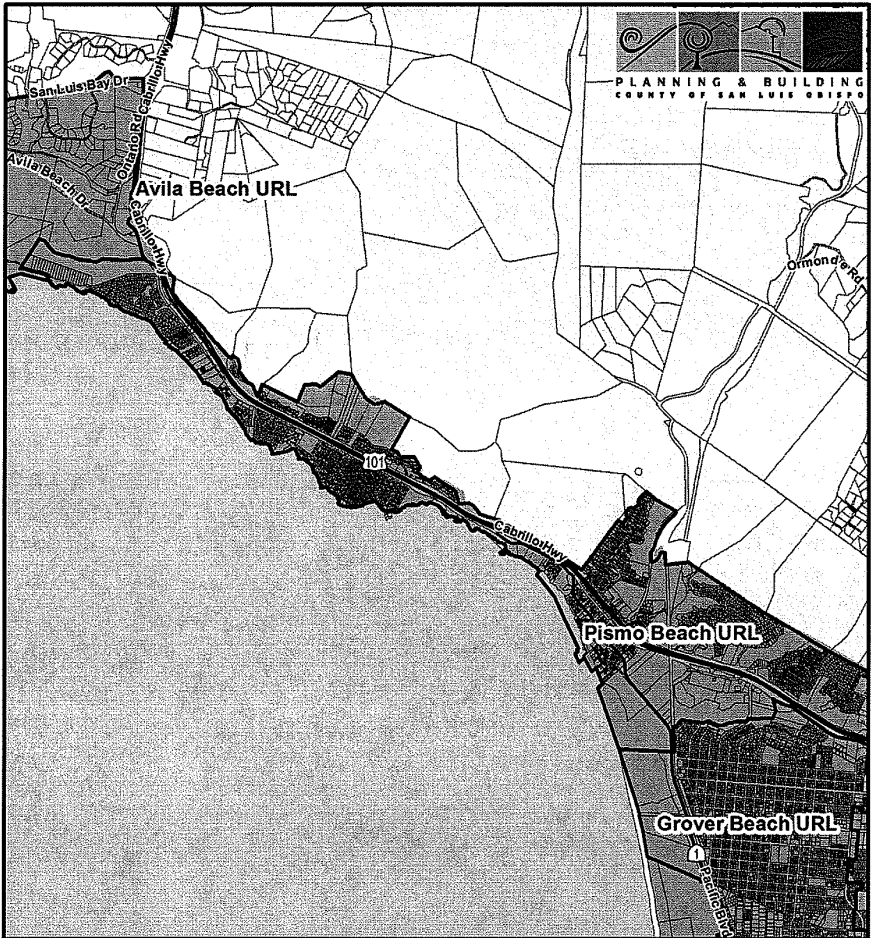 PLANNING & BUILDING
COUNTY OF SAN LUIS OBISPO
Cabrillo Hwy
San Luis Bay Dr
Ontario Rd
Avila Beach Dr
Avila Beach URL
Cabrillo Hwy
Ormonde Rd
101
Cabrillo Hwy
Pismo Beach URL
Grover Beach URL
1
Pacific Blvd